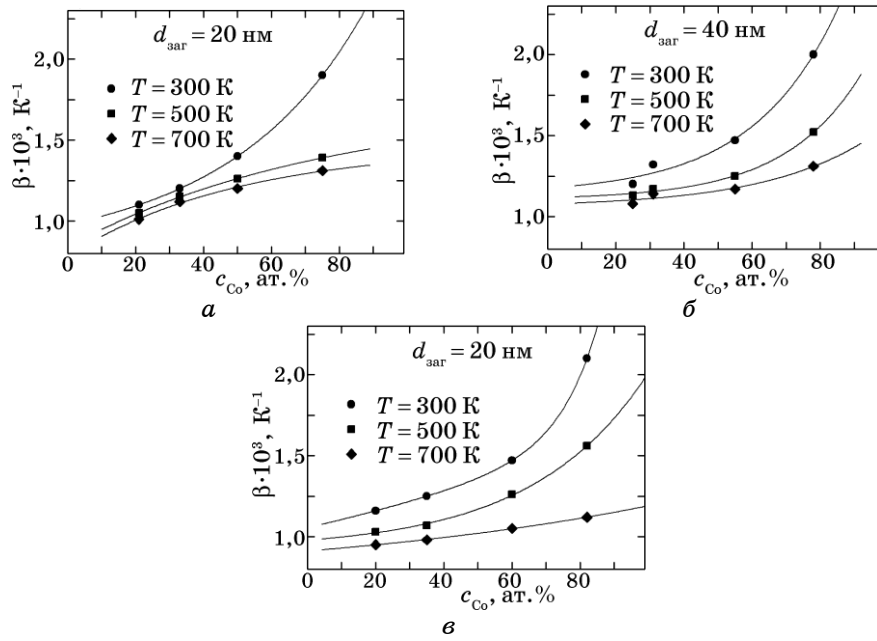 d_заг = 20 нм
T = 300 К
T = 500 К
T = 700 К
β·10³, К⁻¹
2,0
1,5
1,0
0 20 40 60 80
c_Co, ат.%
а
d_заг = 40 нм
T = 300 К
T = 500 К
T = 700 К
β·10³, К⁻¹
2,0
1,5
1,0
0 20 40 60 80
c_Co, ат.%
б
d_заг = 20 нм
T = 300 К
T = 500 К
T = 700 К
β·10³, К⁻¹
2,0
1,5
1,0
0 20 40 60 80
c_Co, ат.%
в